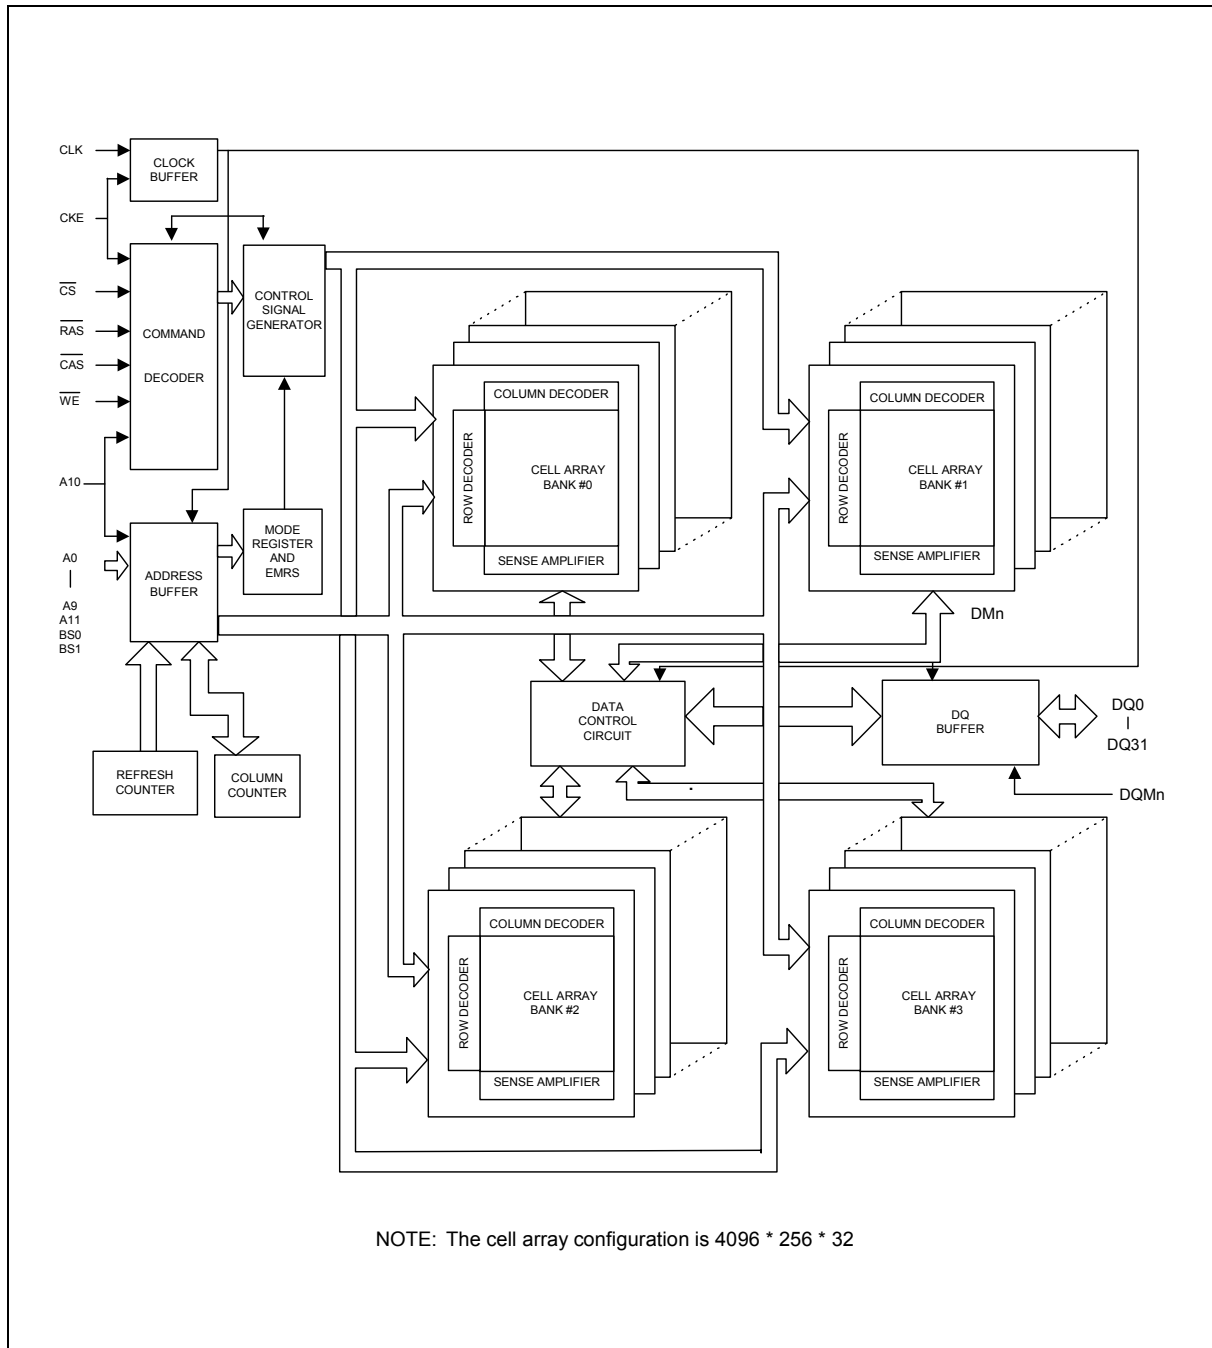 CLK
CLOCK
BUFFER
CKE
CS
RAS
CAS
WE
A10
COMMAND
DECODER
CONTROL
SIGNAL
GENERATOR
MODE
REGISTER
AND
EMRS
A0
A9
A11
BS0
BS1
ADDRESS
BUFFER
REFRESH
COUNTER
COLUMN
COUNTER
COLUMN DECODER
ROW DECODER
CELL ARRAY
BANK #0
SENSE AMPLIFIER
COLUMN DECODER
ROW DECODER
CELL ARRAY
BANK #1
SENSE AMPLIFIER
DMn
DATA
CONTROL
CIRCUIT
DQ
BUFFER
DQ0
DQ31
DQMn
COLUMN DECODER
ROW DECODER
CELL ARRAY
BANK #2
SENSE AMPLIFIER
COLUMN DECODER
ROW DECODER
CELL ARRAY
BANK #3
SENSE AMPLIFIER
NOTE: The cell array configuration is 4096 * 256 * 32